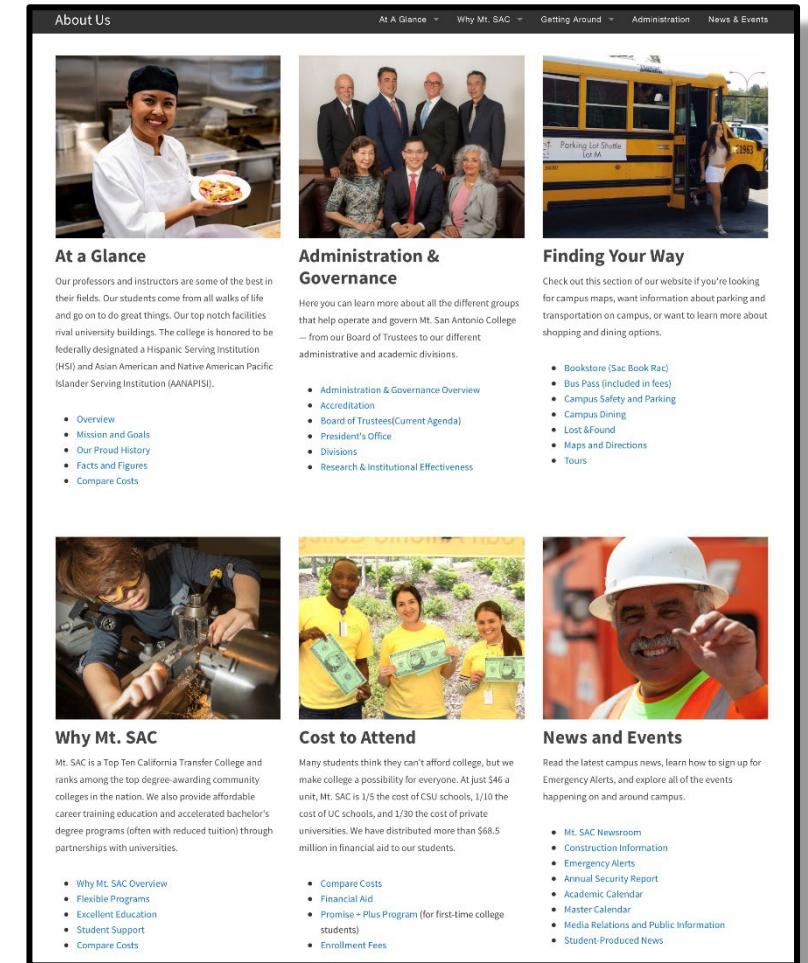 About Us
At A Glance
Why Mt. SAC
Getting Around
Administration
News & Events
Parking Lot Shuttle
Lot M
21963
At a Glance
Our professors and instructors are some of the best in
their fields. Our students come from all walks of life
and go on to do great things. Our top notch facilities
rival university buildings. The college is honored to be
federally designated a Hispanic Serving Institution
(HSI) and Asian American and Native American Pacific
Islander Serving Institution (AANAPISI).
Overview
Mission and Goals
Our Proud History
Facts and Figures
Compare Costs
Administration &
Governance
Here you can learn more about all the different groups
that help operate and govern Mt. San Antonio College
— from our Board of Trustees to our different
administrative and academic divisions.
Administration & Governance Overview
Accreditation
Board of Trustees(Current Agenda)
President's Office
Divisions
Research & Institutional Effectiveness
Finding Your Way
Check out this section of our website if you're looking
for campus maps, want information about parking and
transportation on campus, or want to learn more about
shopping and dining options.
Bookstore (Sac Book Rac)
Bus Pass (included in fees)
Campus Safety and Parking
Campus Dining
Lost &Found
Maps and Directions
Tours
Why Mt. SAC
Mt. SAC is a Top Ten California Transfer College and
ranks among the top degree-awarding community
colleges in the nation. We also provide affordable
career training education and accelerated bachelor's
degree programs (often with reduced tuition) through
partnerships with universities.
Why Mt. SAC Overview
Flexible Programs
Excellent Education
Student Support
Compare Costs
Cost to Attend
Many students think they can't afford college, but we
make college a possibility for everyone. At just $46 a
unit, Mt. SAC is 1/5 the cost of CSU schools, 1/10 the
cost of UC schools, and 1/30 the cost of private
universities. We have distributed more than $68.5
million in financial aid to our students.
Compare Costs
Financial Aid
Promise + Plus Program (for first-time college
students)
Enrollment Fees
News and Events
Read the latest campus news, learn how to sign up for
Emergency Alerts, and explore all of the events
happening on and around campus.
Mt. SAC Newsroom
Construction Information
Emergency Alerts
Annual Security Report
Academic Calendar
Master Calendar
Media Relations and Public Information
Student-Produced News